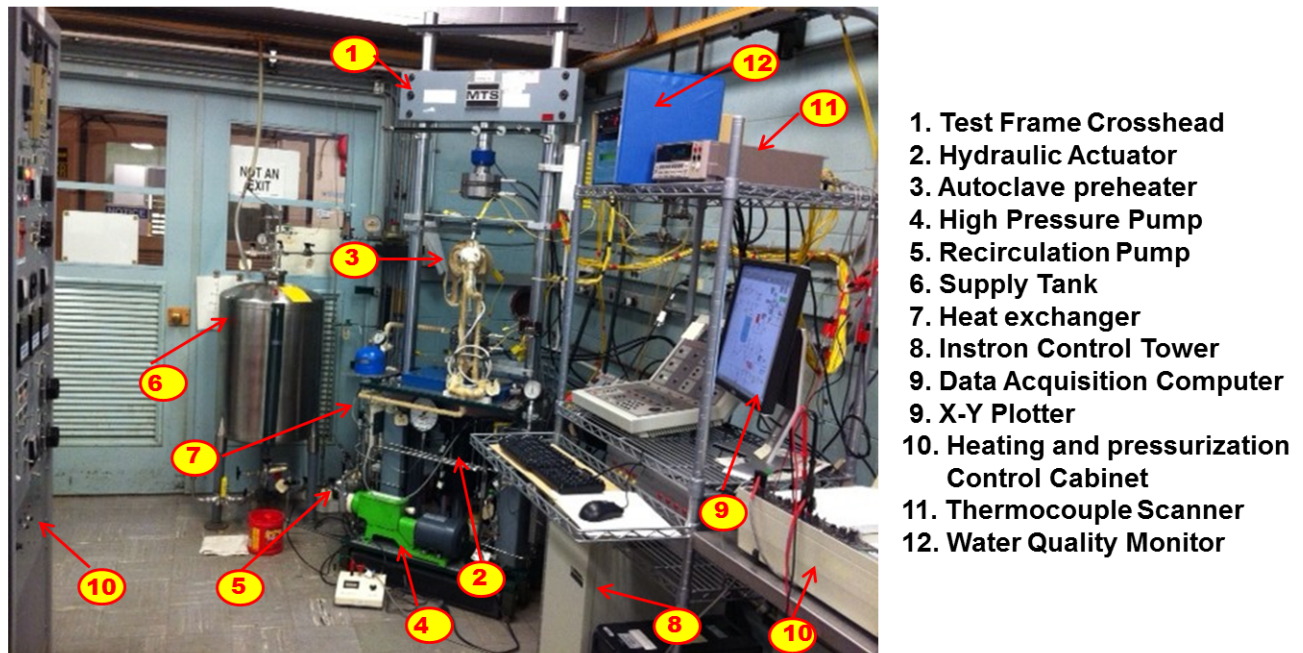 1
12
11
MTS
NOT AN
EXIT
NOTICE
3
6
7
9
5
2
10
4
8
10
1. Test Frame Crosshead
2. Hydraulic Actuator
3. Autoclave preheater
4. High Pressure Pump
5. Recirculation Pump
6. Supply Tank
7. Heat exchanger
8. Instron Control Tower
9. Data Acquisition Computer
9. X-Y Plotter
10. Heating and pressurization
Control Cabinet
11. Thermocouple Scanner
12. Water Quality Monitor